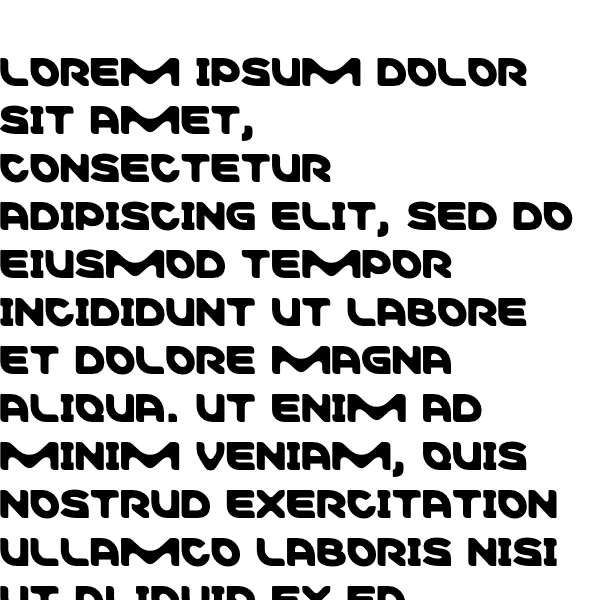 LOREM IPSUM DOLOR
SIT AMET,
CONSECTETUR
ADIPISCING ELIT, SED DO
EIUSMOD TEMPOR
INCIDIDUNT UT LABORE
ET DOLORE MAGNA
ALIQUA. UT ENIM AD
MINIM VENIAM, QUIS
NOSTRUD EXERCITATION
ULLAMCO LABORIS NISI